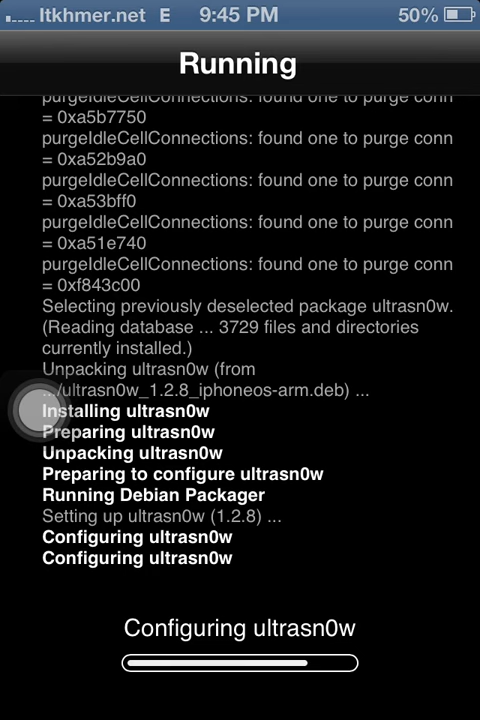 Itkhmer.net E 9:45 PM 50%
Running
purgeIdleCellConnections: found one to purge conn
= 0xa5b7750
purgeIdleCellConnections: found one to purge conn
= 0xa52b9a0
purgeIdleCellConnections: found one to purge conn
= 0xa53bff0
purgeIdleCellConnections: found one to purge conn
= 0xa51e740
purgeIdleCellConnections: found one to purge conn
= 0xf843c00
Selecting previously deselected package ultrasn0w.
(Reading database ... 3729 files and directories
currently installed.)
Unpacking ultrasn0w (from
.../ultrasn0w_1.2.8_iphoneos-arm.deb) ...
Installing ultrasn0w
Preparing ultrasn0w
Unpacking ultrasn0w
Preparing to configure ultrasn0w
Running Debian Packager
Setting up ultrasn0w (1.2.8) ...
Configuring ultrasn0w
Configuring ultrasn0w
Configuring ultrasn0w